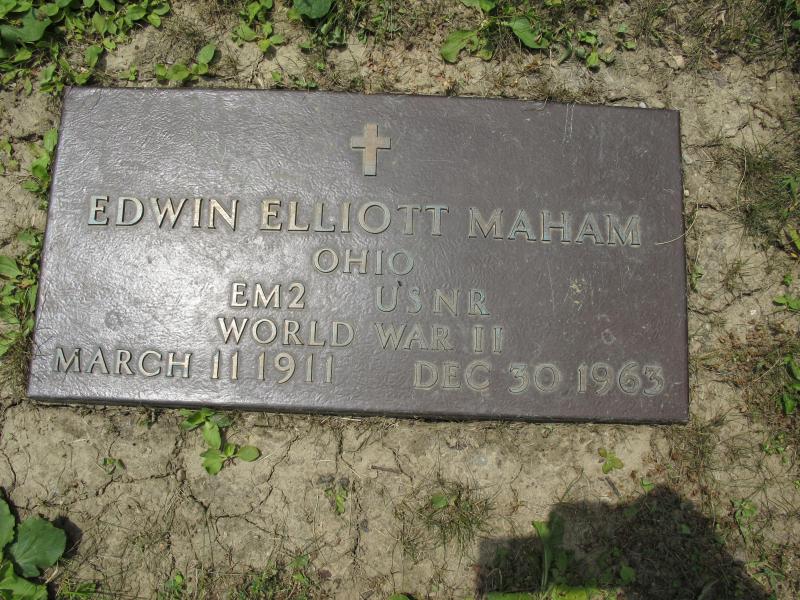 EDWIN ELLIOTT MAHAM
OHIO
EM2 USNR
WORLD WAR II
MARCH 11 1911 DEC 30 1963